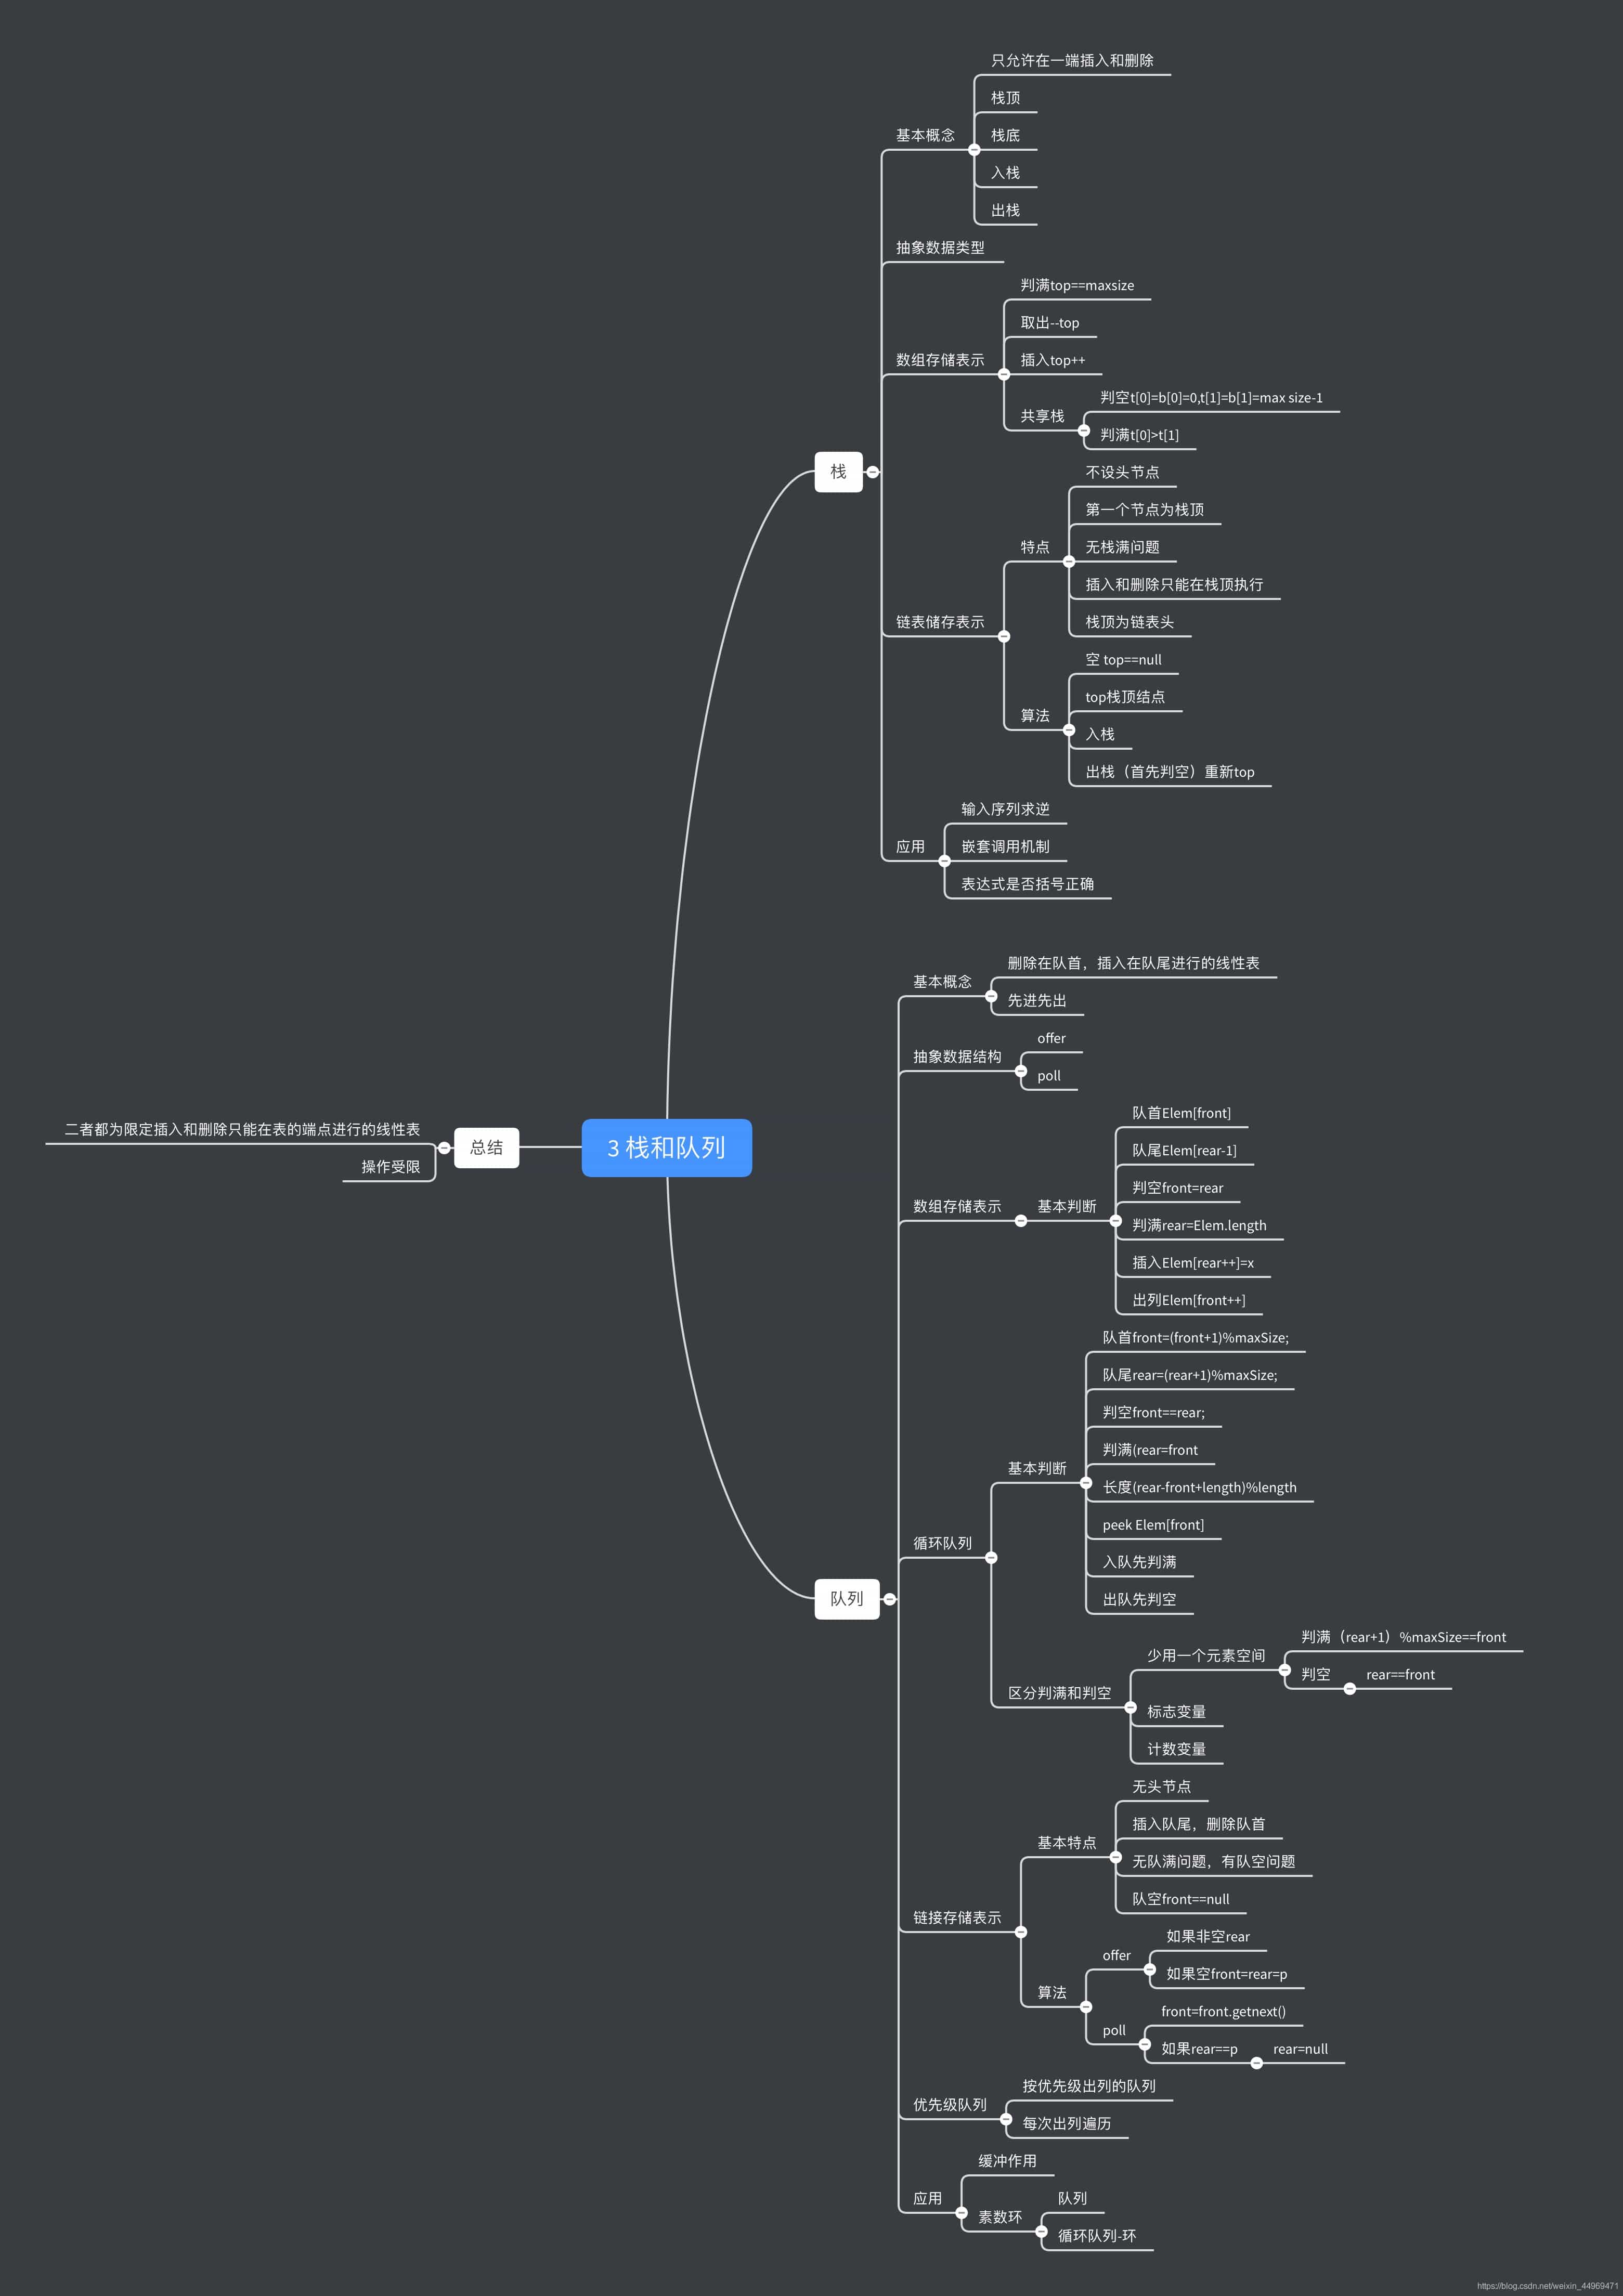 只允许在一端插入和删除
栈顶
基本概念
栈底
入栈
出栈
抽象数据类型
判满top==maxsize
取出--top
数组存储表示
插入top++
判空t[0]=b[0]=0,t[1]=b[1]=max size-1
共享栈
判满t[0]>t[1]
栈
不设头节点
第一个节点为栈顶
特点
无栈满问题
插入和删除只能在栈顶执行
链表储存表示
栈顶为链表头
空 top==null
top栈顶结点
算法
入栈
出栈（首先判空）重新top
输入序列求逆
应用
嵌套调用机制
表达式是否括号正确
删除在队首，插入在队尾进行的线性表
基本概念
先进先出
offer
抽象数据结构
poll
二者都为限定插入和删除只能在表的端点进行的线性表
总结
操作受限
3 栈和队列
队首Elem[front]
队尾Elem[rear-1]
判空front=rear
数组存储表示
基本判断
判满rear=Elem.length
插入Elem[rear++]=x
出列Elem[front++]
队首front=(front+1)%maxSize;
队尾rear=(rear+1)%maxSize;
判空front==rear;
判满(rear=front
基本判断
长度(rear-front+length)%length
peek Elem[front]
循环队列
入队先判满
出队先判空
队列
判满（rear+1）%maxSize==front
少用一个元素空间
判空
rear==front
区分判满和判空
标志变量
计数变量
无头节点
插入队尾，删除队首
基本特点
无队满问题，有队空问题
队空front==null
链接存储表示
如果非空rear
offer
如果空front=rear=p
算法
front=front.getnext()
poll
如果rear==p
rear=null
按优先级出列的队列
优先级队列
每次出列遍历
缓冲作用
应用
队列
素数环
循环队列-环
https://blog.csdn.net/weixin_44969471